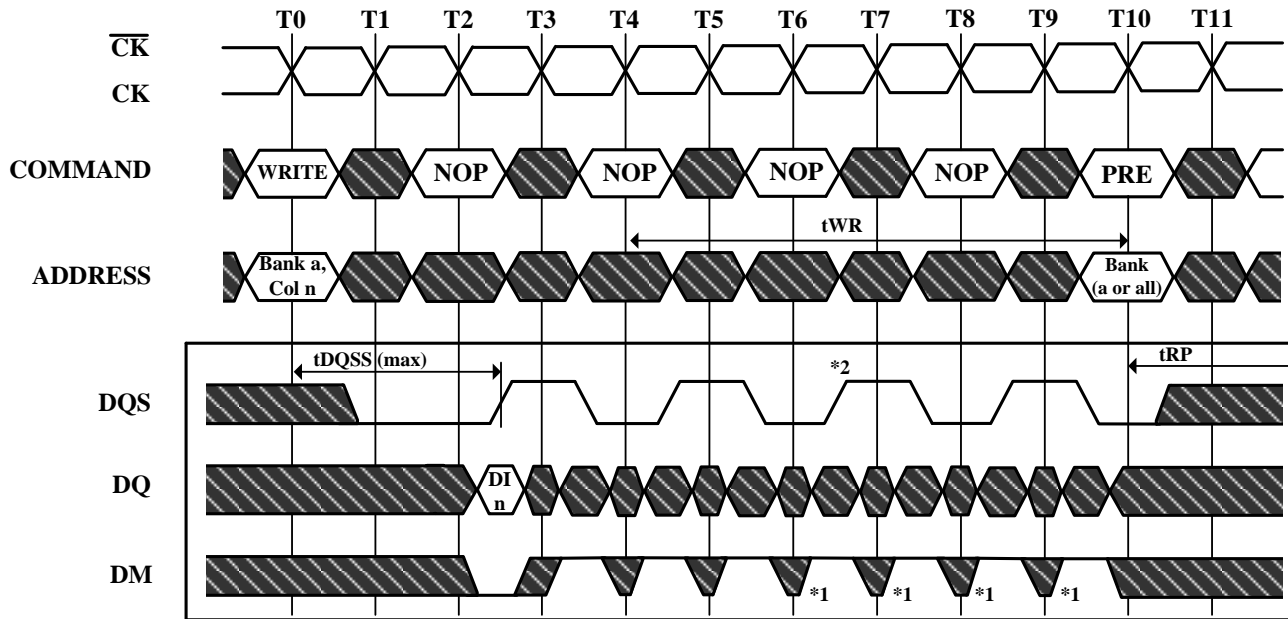 T0 T1 T2 T3 T4 T5 T6 T7 T8 T9 T10 T11
CK
CK
COMMAND WRITE NOP NOP NOP NOP PRE
tWR
ADDRESS Bank a, Bank
Col n (a or all)
tDQSS (max) *2 tRP
DQS
DQ DI
n
DM
*1 *1 *1 *1